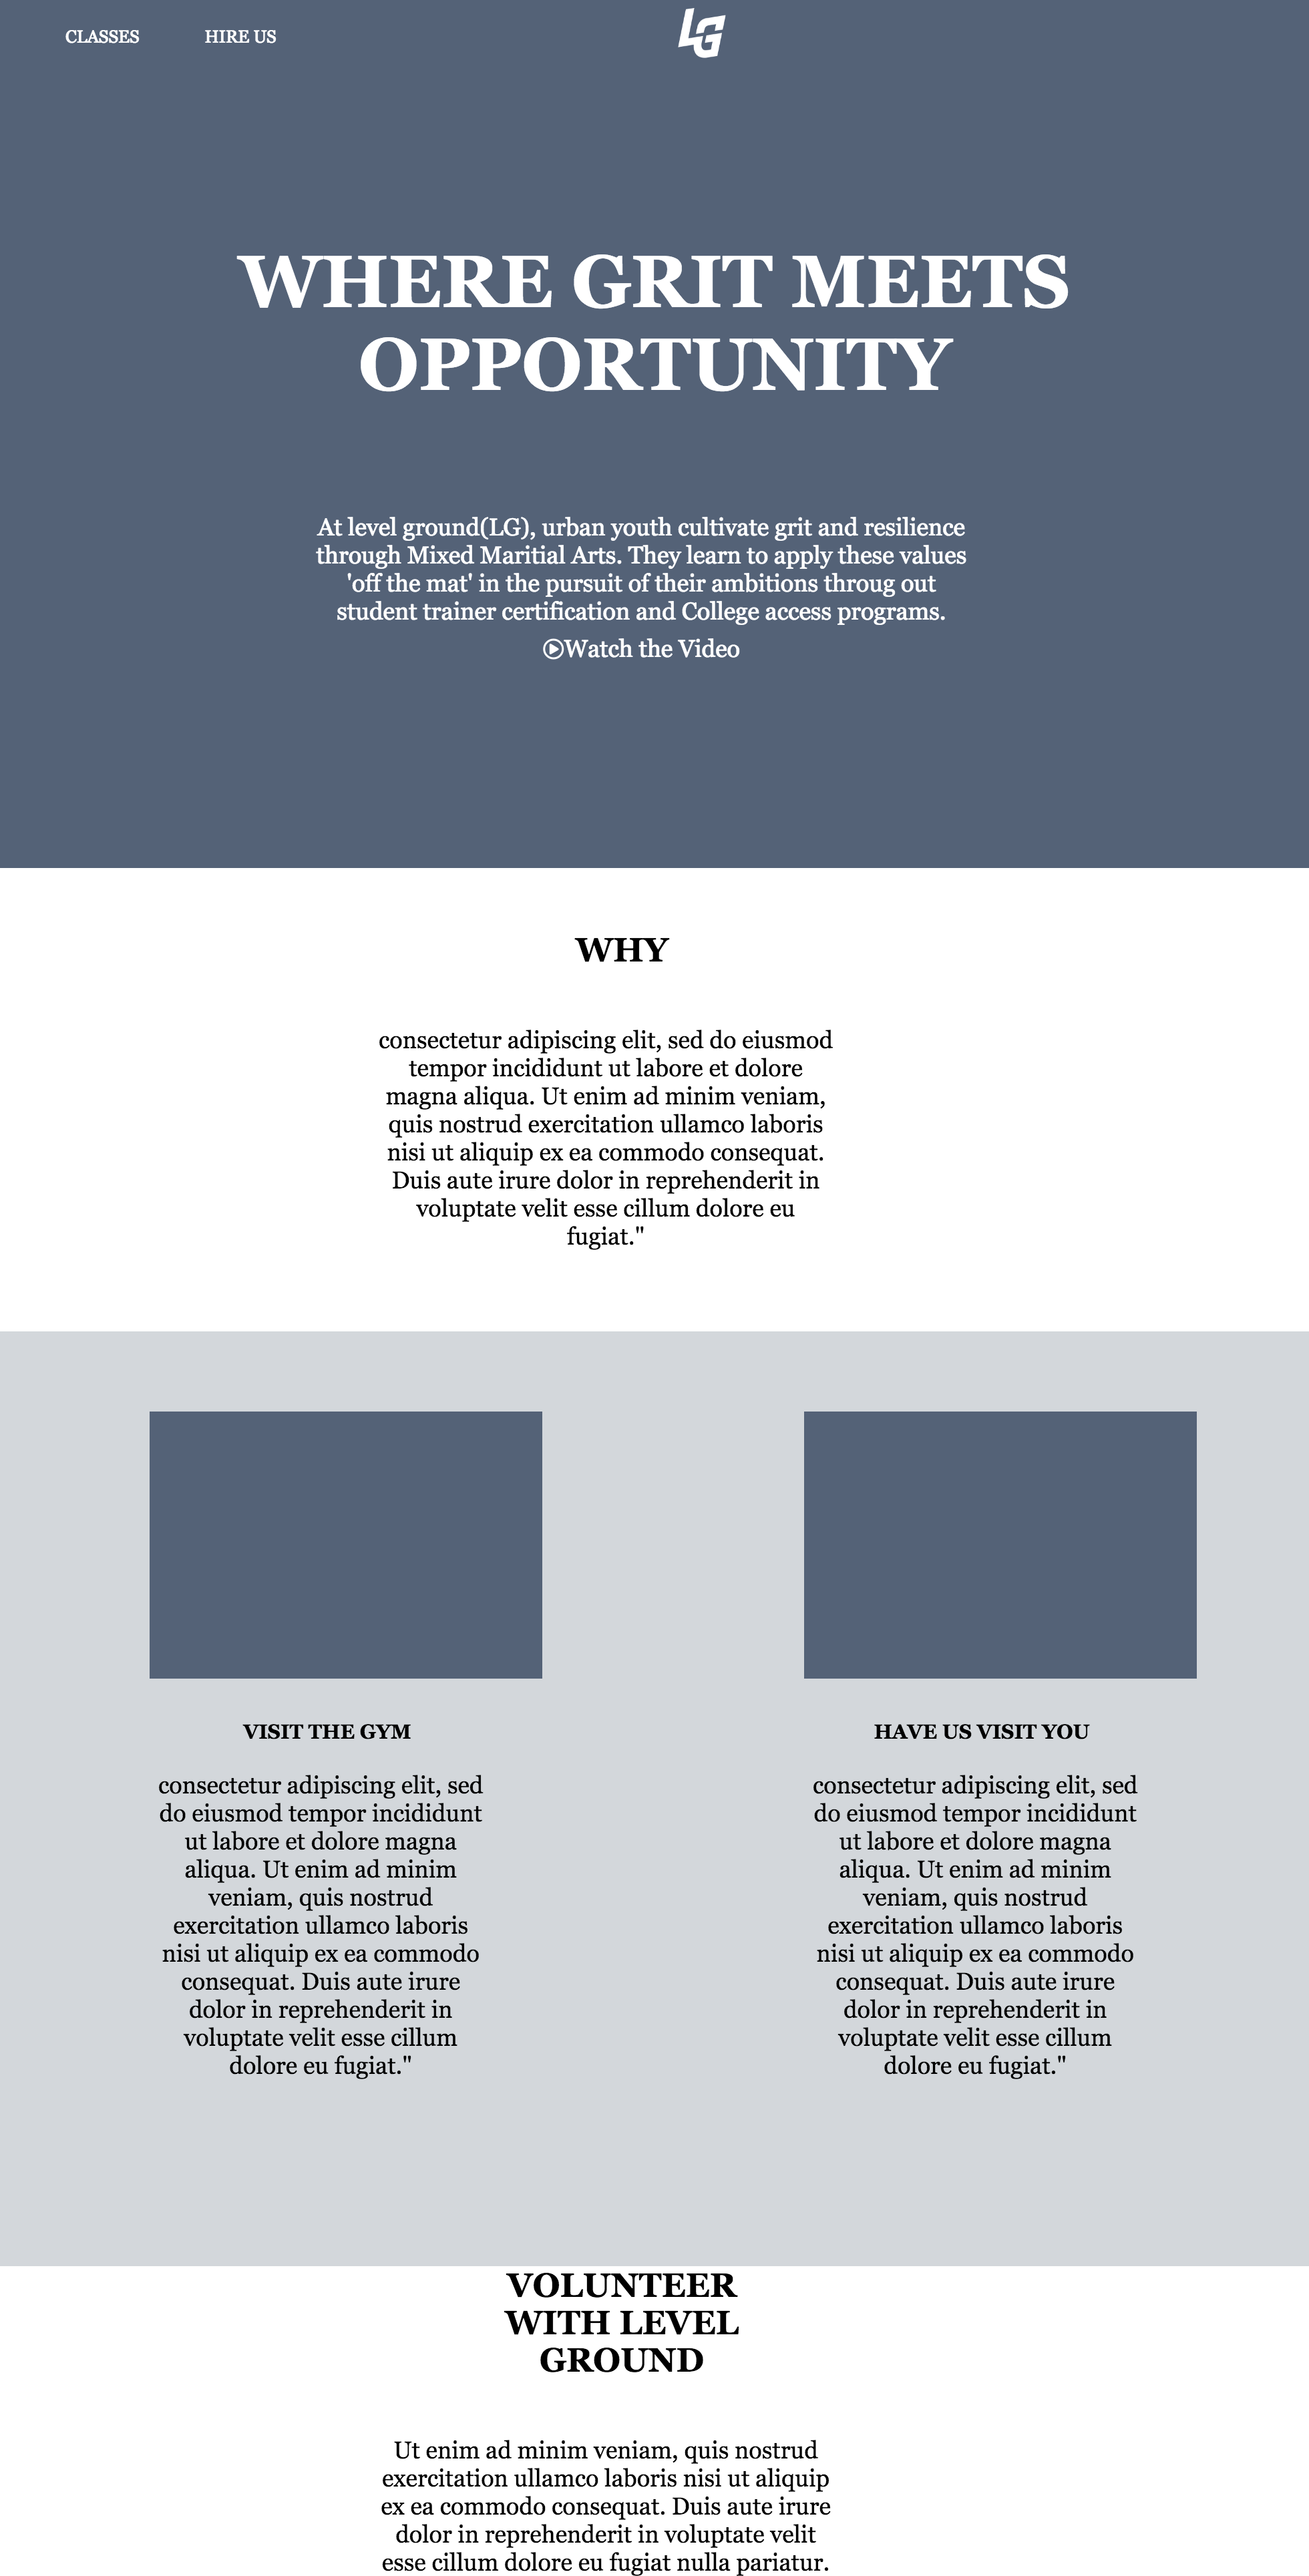 CLASSES HIRE US LG
WHERE GRIT MEETS
OPPORTUNITY
At level ground(LG), urban youth cultivate grit and resilience
through Mixed Maritial Arts. They learn to apply these values
'off the mat' in the pursuit of their ambitions throug out
student trainer certification and College access programs.
Watch the Video
WHY
consectetur adipiscing elit, sed do eiusmod
tempor incididunt ut labore et dolore
magna aliqua. Ut enim ad minim veniam,
quis nostrud exercitation ullamco laboris
nisi ut aliquip ex ea commodo consequat.
Duis aute irure dolor in reprehenderit in
voluptate velit esse cillum dolore eu
fugiat."
VISIT THE GYM
consectetur adipiscing elit, sed
do eiusmod tempor incididunt
ut labore et dolore magna
aliqua. Ut enim ad minim
veniam, quis nostrud
exercitation ullamco laboris
nisi ut aliquip ex ea commodo
consequat. Duis aute irure
dolor in reprehenderit in
voluptate velit esse cillum
dolore eu fugiat."
HAVE US VISIT YOU
consectetur adipiscing elit, sed
do eiusmod tempor incididunt
ut labore et dolore magna
aliqua. Ut enim ad minim
veniam, quis nostrud
exercitation ullamco laboris
nisi ut aliquip ex ea commodo
consequat. Duis aute irure
dolor in reprehenderit in
voluptate velit esse cillum
dolore eu fugiat."
VOLUNTEER
WITH LEVEL
GROUND
Ut enim ad minim veniam, quis nostrud
exercitation ullamco laboris nisi ut aliquip
ex ea commodo consequat. Duis aute irure
dolor in reprehenderit in voluptate velit
esse cillum dolore eu fugiat nulla pariatur.